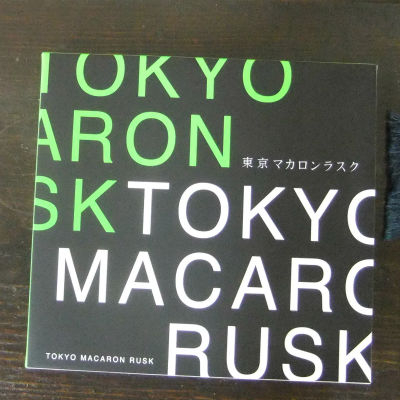 TOKYO
ARON
東京マカロンラスク
SKTOKYO
MACARO
RUSK
TOKYO MACARON RUSK